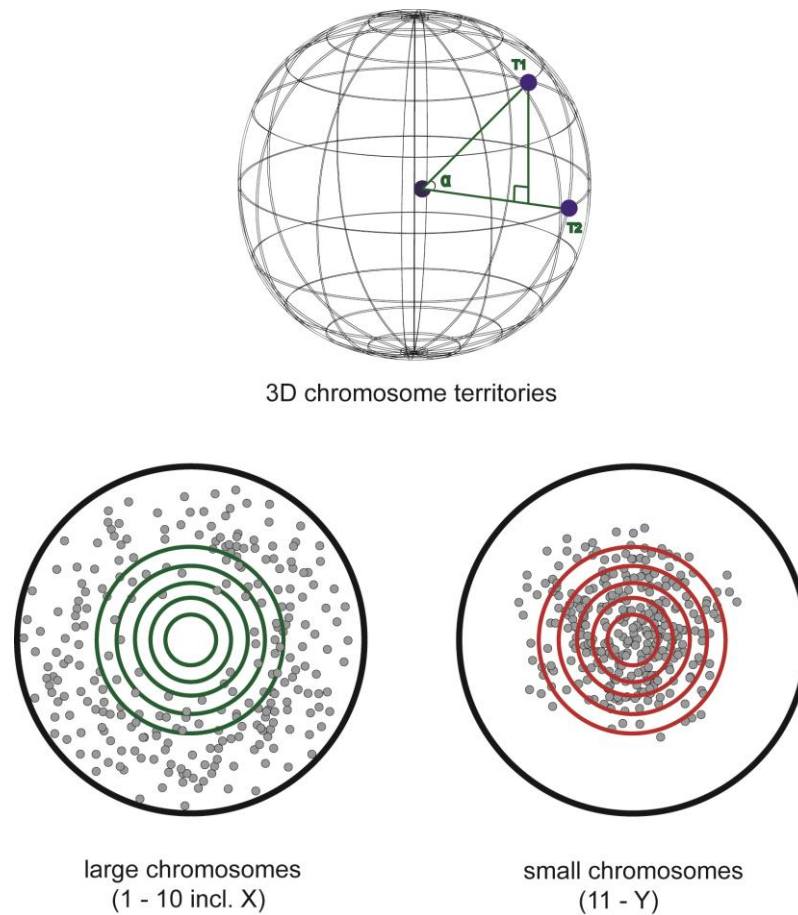 T1
α
T2
3D chromosome territories
large chromosomes
(1 - 10 incl. X)
small chromosomes
(11 - Y)